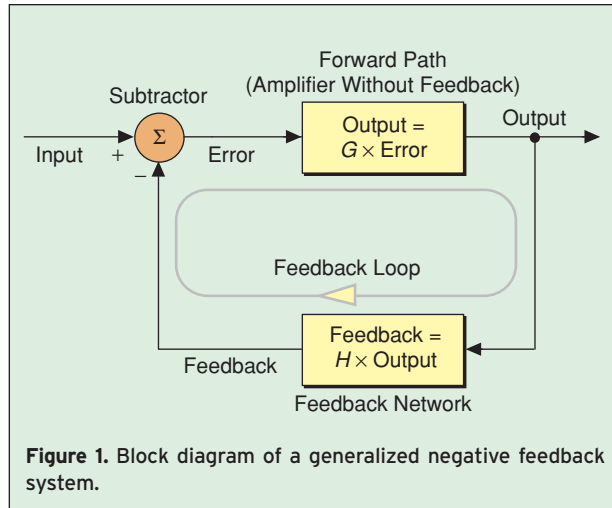 Forward Path
(Amplifier Without Feedback)
Subtractor
Output =
G × Error
Output
Σ
Input
+
−
Error
Feedback Loop
Feedback =
H × Output
Feedback
Feedback Network
Figure 1. Block diagram of a generalized negative feedback
system.